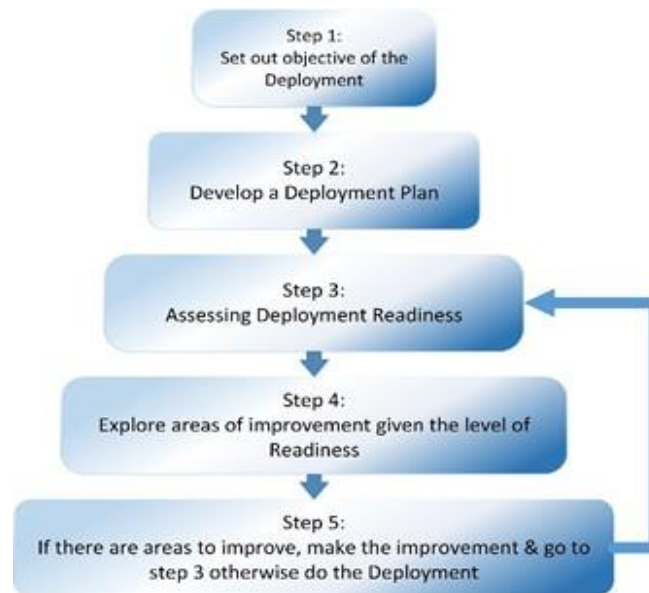 Step 1:
Set out objective of the
Deployment
Step 2:
Develop a Deployment Plan
Step 3:
Assessing Deployment Readiness
Step 4:
Explore areas of improvement given the level of
Readiness
Step 5:
If there are areas to improve, make the improvement & go to
step 3 otherwise do the Deployment